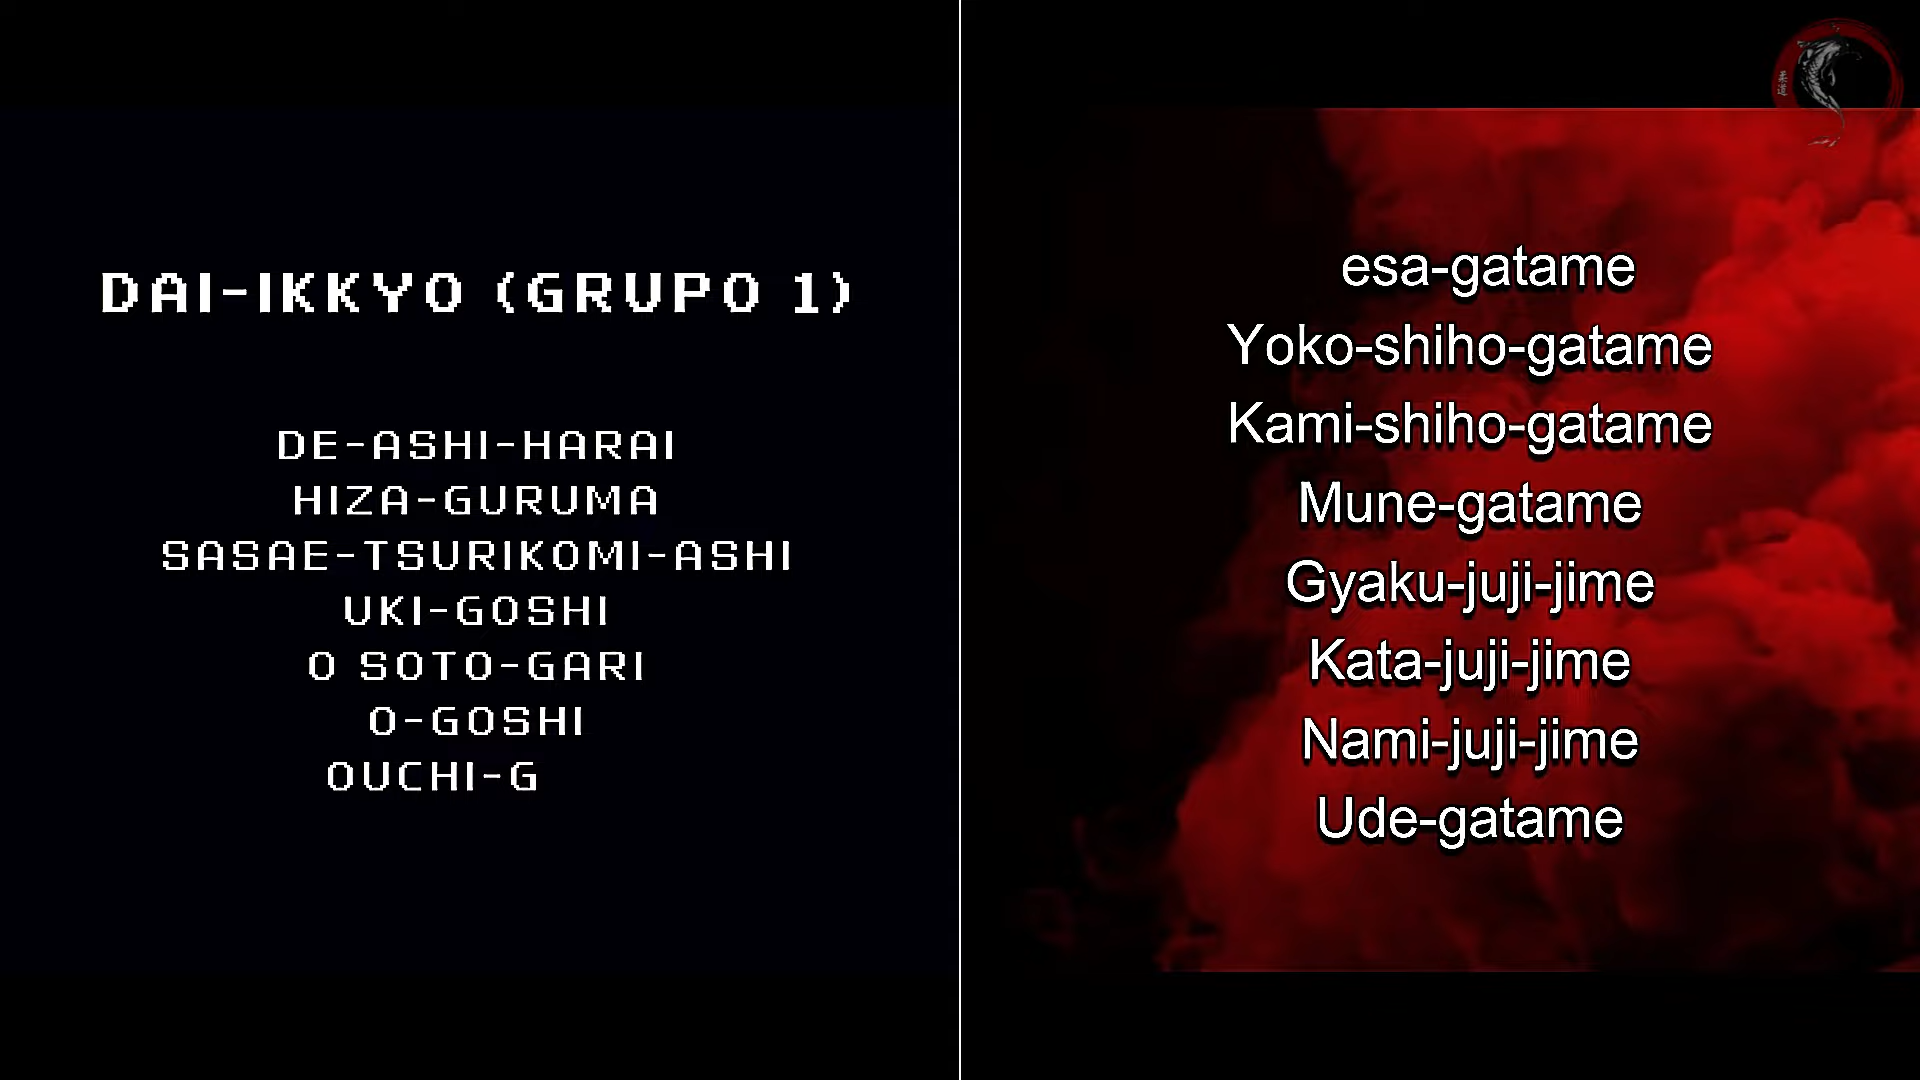 DAI-IKKYO (GRUPO 1)
DE-ASHI-HARAI
HIZA-GURUMA
SASAE-TSURIKOMI-ASHI
UKI-GOSHI
O SOTO-GARI
O-GOSHI
OUCHI-G
esa-gatame
Yoko-shiho-gatame
Kami-shiho-gatame
Mune-gatame
Gyaku-juji-jime
Kata-juji-jime
Nami-juji-jime
Ude-gatame